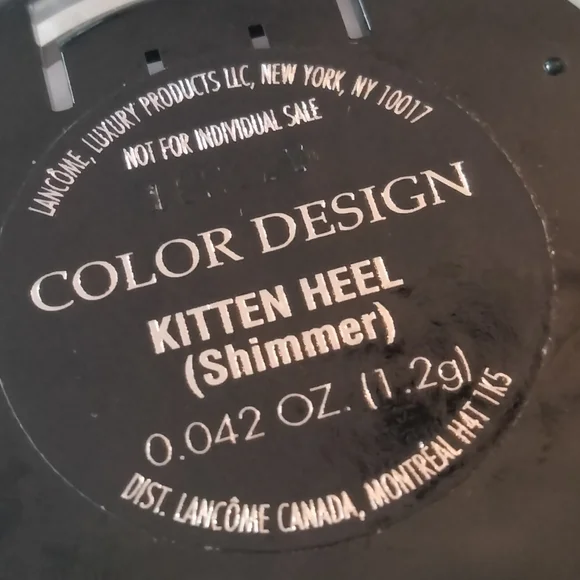 LANCÔME, LUXURY PRODUCTS LLC, NEW YORK, NY 10017
NOT FOR INDIVIDUAL SALE
COLOR DESIGN
KITTEN HEEL
(Shimmer)
0.042 OZ. (1.2g)
DIST. LANCÔME CANADA, MONTRÉAL H4T 1K5